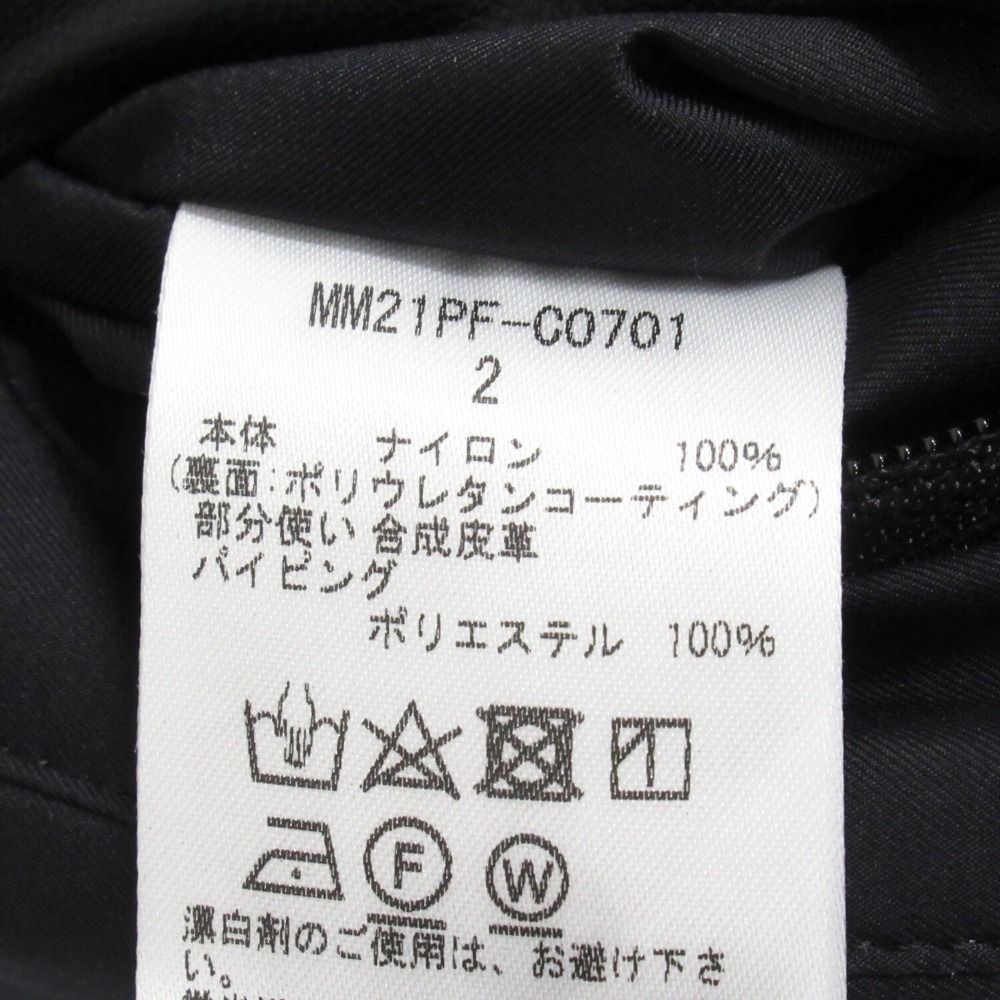 MM21PF-C0701
2
本体 ナイロン 100%
(裏面:ポリウレタンコーティング)
部分使い 合成皮革
パイピング
ポリエステル 100%
F W
漂白剤のご使用は、お避け下さ
い。